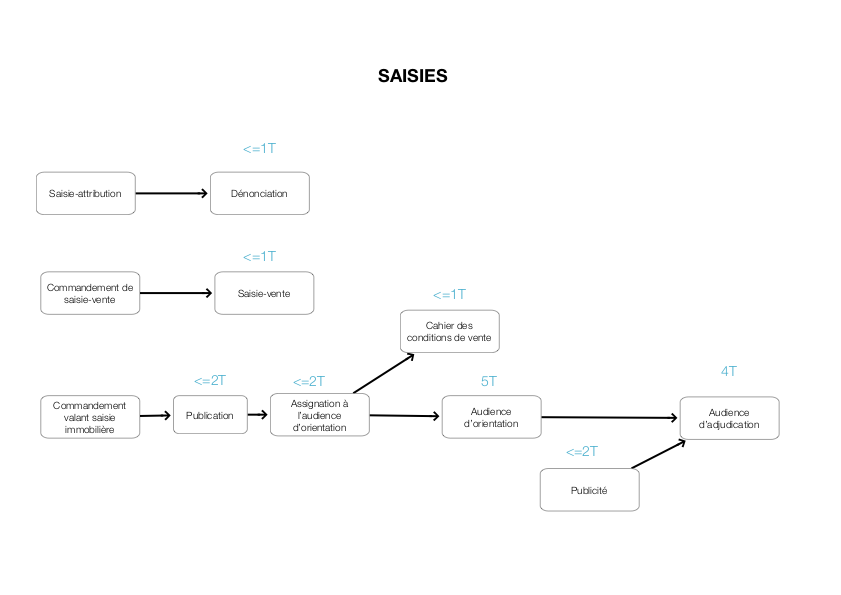 SAISIES
<=1T
Saisie-attribution
Dénonciation
<=1T
Commandement de
saisie-vente
Saisie-vente
<=1T
Cahier des
conditions de vente
<=2T
<=2T
5T
4T
Commandement
valant saisie
immobilière
Publication
Assignation à
l'audience
d'orientation
Audience
d'orientation
Audience
d'adjudication
<=2T
Publicité